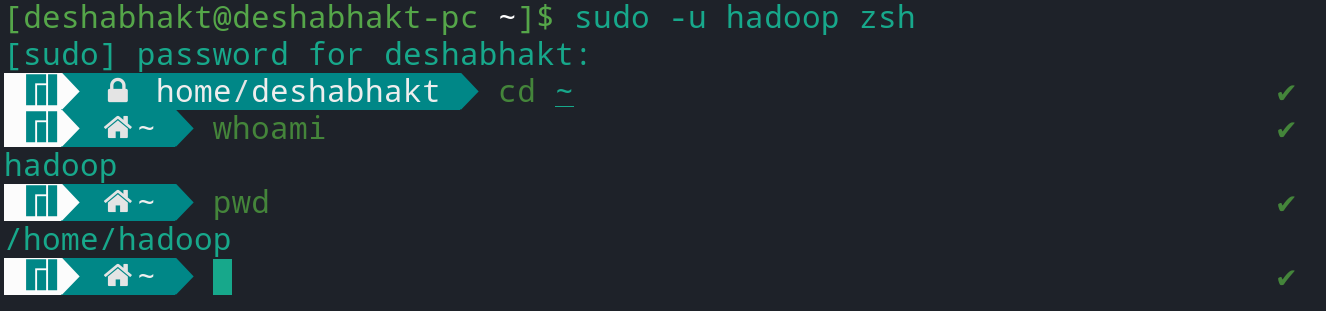 [deshabhakt@deshabhakt-pc ~]$ sudo -u hadoop zsh
[sudo] password for deshabhakt:
home/deshabhakt cd ~ ✔
~ whoami ✔
hadoop
~ pwd ✔
/home/hadoop
~ ✔